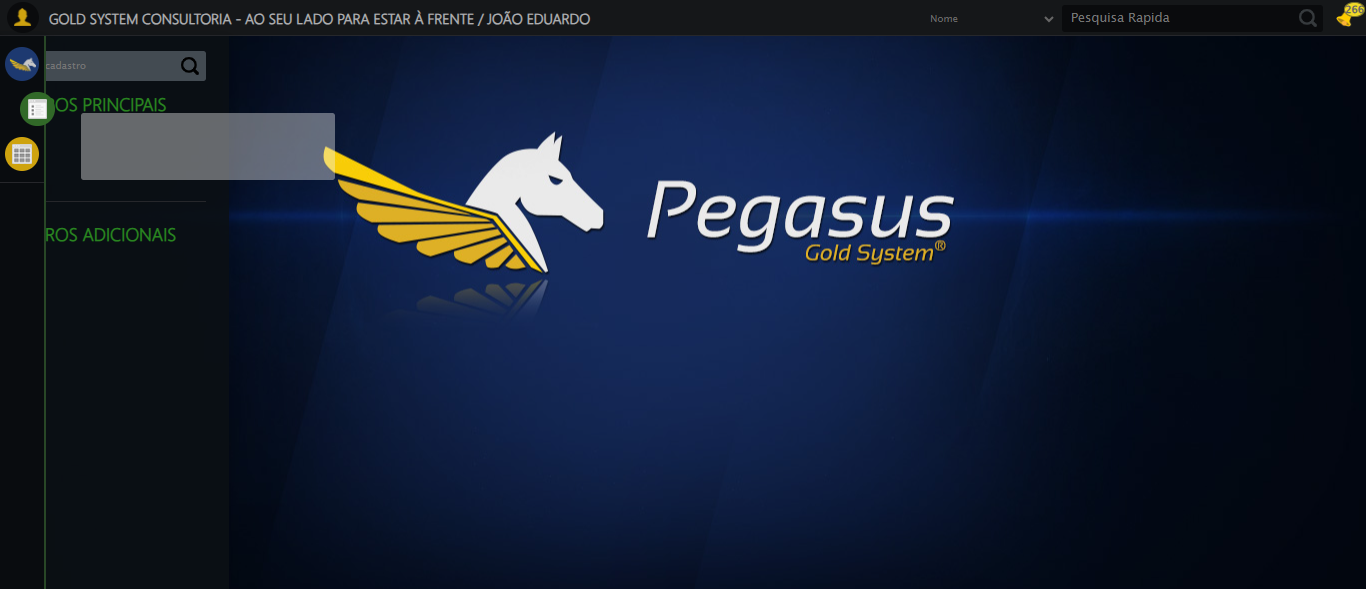 GOLD SYSTEM CONSULTORIA - AO SEU LADO PARA ESTAR À FRENTE / JOÃO EDUARDO
Nome
Pesquisa Rapida
266
cadastro
OS PRINCIPAIS
ROS ADICIONAIS
Pegasus
Gold System®